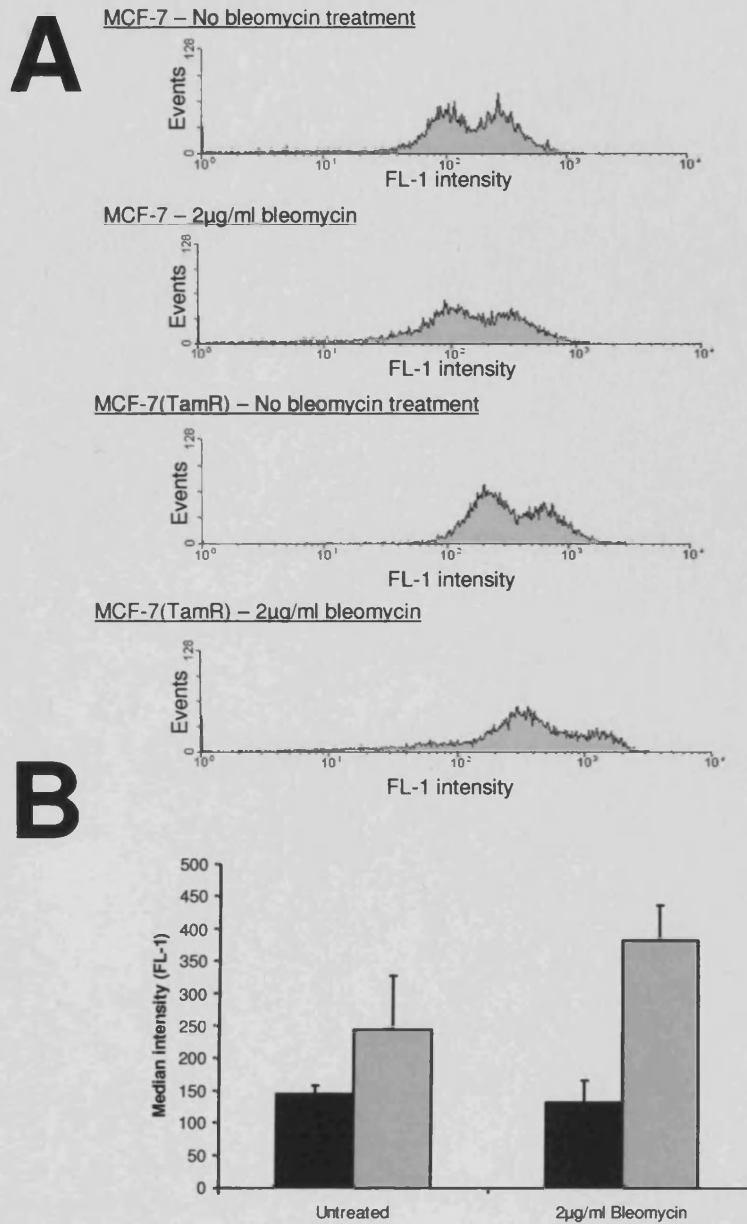 A
MCF-7 – No bleomycin treatment
Events
128
0
10⁰ 10¹ 10² 10³ 10⁴
FL-1 intensity
MCF-7 – 2µg/ml bleomycin
Events
128
0
10⁰ 10¹ 10² 10³ 10⁴
FL-1 intensity
MCF-7(TamR) – No bleomycin treatment
Events
128
0
10⁰ 10¹ 10² 10³ 10⁴
FL-1 intensity
MCF-7(TamR) – 2µg/ml bleomycin
Events
128
0
10⁰ 10¹ 10² 10³ 10⁴
FL-1 intensity
B
Median intensity (FL-1)
500
450
400
350
300
250
200
150
100
50
0
Untreated 2µg/ml Bleomycin